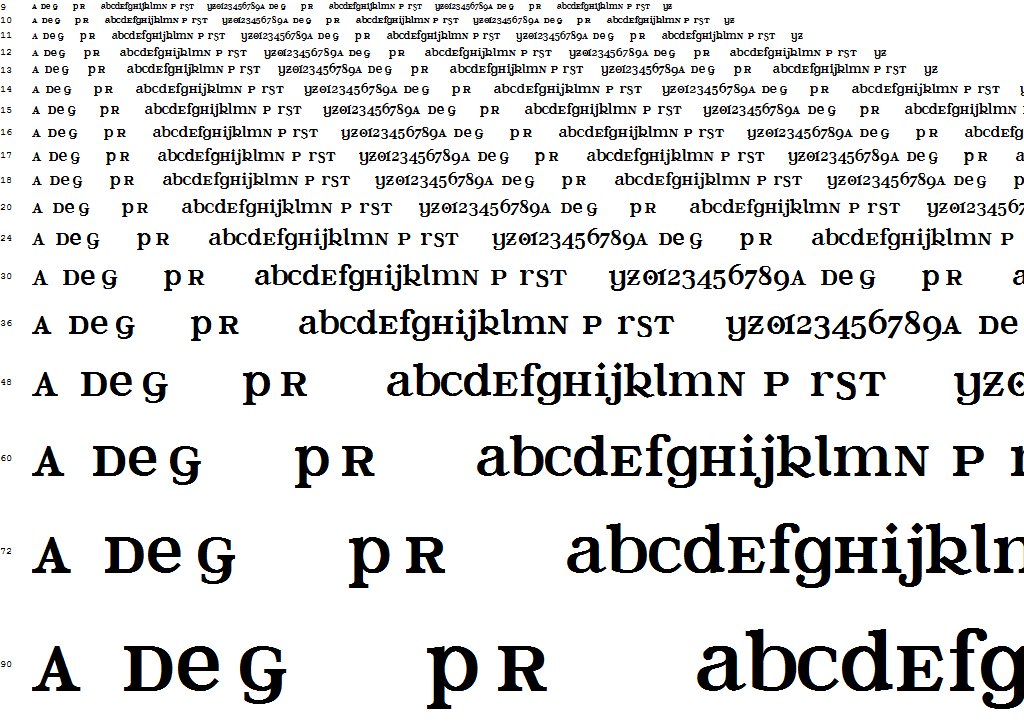 9 A DeG pR abcdEfgHijklmN P rST yz0123456789A DeG pR abcdEfgHijklmN P rST yz0123456789A DeG pR abcdEfgHijklmN P rST yz
10 A DeG pR abcdEfgHijklmN P rST yz0123456789A DeG pR abcdEfgHijklmN P rST yz0123456789A DeG pR abcdEfgHijklmN P rST yz
11 A DeG pR abcdEfgHijklmN P rST yz0123456789A DeG pR abcdEfgHijklmN P rST yz0123456789A DeG pR abcdEfgHijklmN P rST yz
12 A DeG pR abcdEfgHijklmN P rST yz0123456789A DeG pR abcdEfgHijklmN P rST yz0123456789A DeG pR abcdEfgHijklmN P rST yz
13 A DeG pR abcdEfgHijklmN P rST yz0123456789A DeG pR abcdEfgHijklmN P rST yz0123456789A DeG pR abcdEfgHijklmN P rST yz
14 A DeG pR abcdEfgHijklmN P rST yz0123456789A DeG pR abcdEfgHijklmN P rST yz0123456789A DeG pR abcdEfgHijklmN P rST y
15 A DeG pR abcdEfgHijklmN P rST yz0123456789A DeG pR abcdEfgHijklmN P rST yz0123456789A DeG pR abcdEfgHijklmN P
16 A DeG pR abcdEfgHijklmN P rST yz0123456789A DeG pR abcdEfgHijklmN P rST yz0123456789A DeG pR abcdEfg
17 A DeG pR abcdEfgHijklmN P rST yz0123456789A DeG pR abcdEfgHijklmN P rST yz0123456789A DeG pR a
18 A DeG pR abcdEfgHijklmN P rST yz0123456789A DeG pR abcdEfgHijklmN P rST yz0123456789A DeG p
20 A DeG pR abcdEfgHijklmN P rST yz0123456789A DeG pR abcdEfgHijklmN P rST yz01234567
24 A DeG pR abcdEfgHijklmN P rST yz0123456789A DeG pR abcdEfgHijklmN P
30 A DeG pR abcdEfgHijklmN P rST yz0123456789A DeG pR a
36 A DeG pR abcdEfgHijklmN P rST yz0123456789A De
48 A DeG pR abcdEfgHijklmN P rST yz0
60 A DeG pR abcdEfgHijklmN P r
72 A DeG pR abcdEfgHijklm
90 A DeG pR abcdEfg